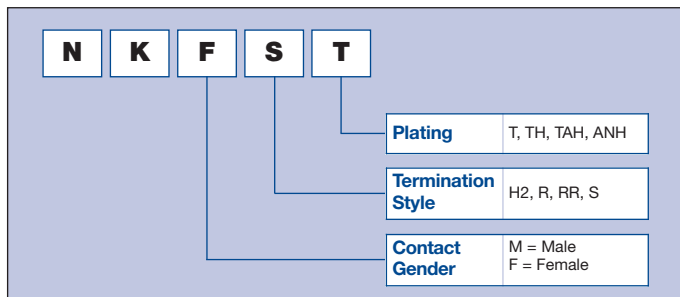 N K F S T
Plating T, TH, TAH, ANH
Termination
Style
H2, R, RR, S
Contact
Gender
M = Male
F = Female